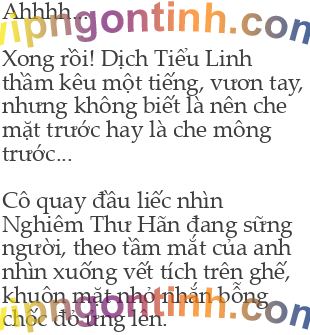 Ahhhh...
vipngontinh.com
Xong rồi! Dịch Tiểu Linh
thầm kêu một tiếng, vươn tay,
nhưng không biết là nên che
mặt trước hay là che mông
trước...
Cô quay đầu liếc nhìn
Nghiêm Thư Hãn đang sững
người, theo tầm mắt của anh
nhìn xuống vết tích trên ghế,
khuôn mặt nhỏ nhắn bỗng
chốc đỏ ửng lên.
vipngontinh.com